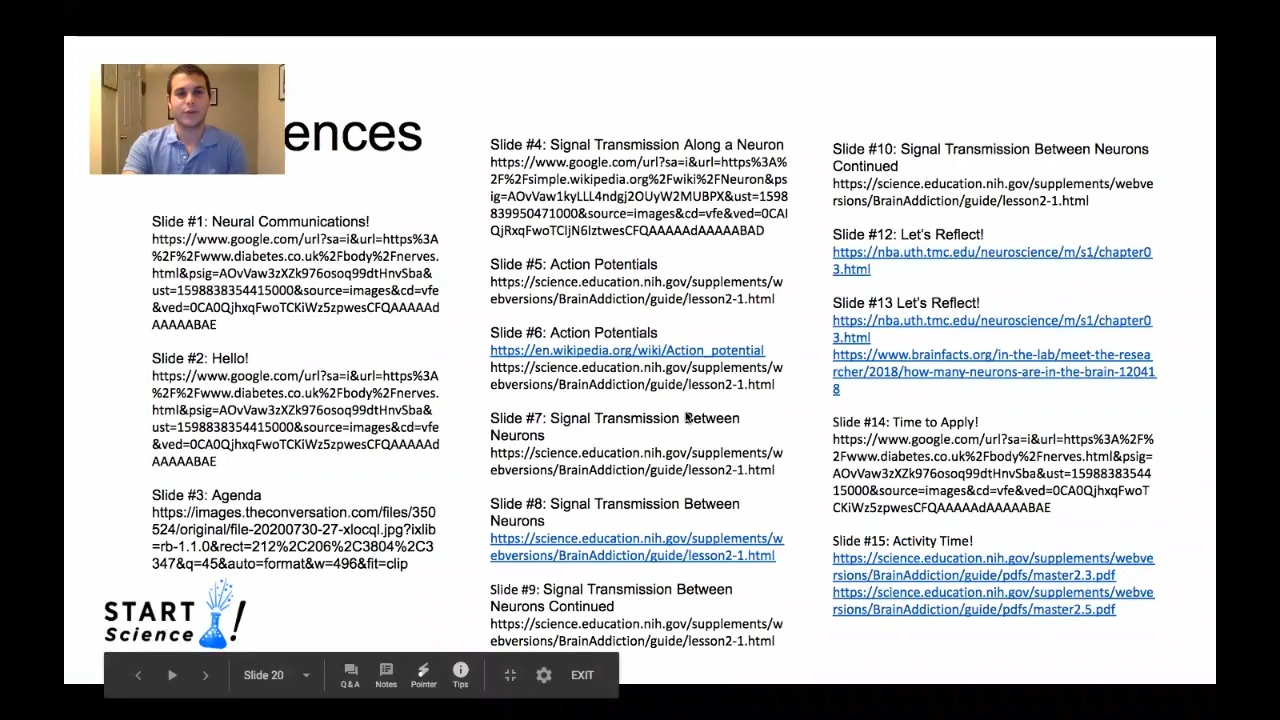 ences
Slide #1: Neural Communications!
https://www.google.com/url?sa=i&url=https%3A
%2F%2Fwww.diabetes.co.uk%2Fbody%2Fnerves.
html&psig=AOvVaw3zXZk976osoq99dtHnvSba&
ust=1598838354415000&source=images&cd=vfe
&ved=0CA0QjhxqFwoTCKiWz5zpwesCFQAAAAAd
AAAAABAE
Slide #2: Hello!
https://www.google.com/url?sa=i&url=https%3A
%2F%2Fwww.diabetes.co.uk%2Fbody%2Fnerves.
html&psig=AOvVaw3zXZk976osoq99dtHnvSba&
ust=1598838354415000&source=images&cd=vfe
&ved=0CA0QjhxqFwoTCKiWz5zpwesCFQAAAAAd
AAAAABAE
Slide #3: Agenda
https://images.theconversation.com/files/350
524/original/file-20200730-27-xlocql.jpg?ixlib
=rb-1.1.0&rect=212%2C206%2C3804%2C3
347&q=45&auto=format&w=496&fit=clip
START
Science!
Slide #4: Signal Transmission Along a Neuron
https://www.google.com/url?sa=i&url=https%3A%
2F%2Fsimple.wikipedia.org%2Fwiki%2FNeuron&ps
ig=AOvVaw1kyLLL4ndgj2OUyW2MUBPX&ust=1598
839950471000&source=images&cd=vfe&ved=0CAI
QjRxqFwoTCIjN6IztwesCFQAAAAAdAAAAABAD
Slide #5: Action Potentials
https://science.education.nih.gov/supplements/w
ebversions/BrainAddiction/guide/lesson2-1.html
Slide #6: Action Potentials
https://en.wikipedia.org/wiki/Action_potential
https://science.education.nih.gov/supplements/w
ebversions/BrainAddiction/guide/lesson2-1.html
Slide #7: Signal Transmission Between
Neurons
https://science.education.nih.gov/supplements/w
ebversions/BrainAddiction/guide/lesson2-1.html
Slide #8: Signal Transmission Between
Neurons
https://science.education.nih.gov/supplements/w
ebversions/BrainAddiction/guide/lesson2-1.html
Slide #9: Signal Transmission Between
Neurons Continued
https://science.education.nih.gov/supplements/w
ebversions/BrainAddiction/guide/lesson2-1.html
Slide #10: Signal Transmission Between Neurons
Continued
https://science.education.nih.gov/supplements/webve
rsions/BrainAddiction/guide/lesson2-1.html
Slide #12: Let's Reflect!
https://nba.uth.tmc.edu/neuroscience/m/s1/chapter0
3.html
Slide #13 Let's Reflect!
https://nba.uth.tmc.edu/neuroscience/m/s1/chapter0
3.html
https://www.brainfacts.org/in-the-lab/meet-the-resea
rcher/2018/how-many-neurons-are-in-the-brain-12041
8
Slide #14: Time to Apply!
https://www.google.com/url?sa=i&url=https%3A%2F%
2Fwww.diabetes.co.uk%2Fbody%2Fnerves.html&psig=
AOvVaw3zXZk976osoq99dtHnvSba&ust=15988383544
15000&source=images&cd=vfe&ved=0CA0QjhxqFwoT
CKiWz5zpwesCFQAAAAAdAAAAABAE
Slide #15: Activity Time!
https://science.education.nih.gov/supplements/webve
rsions/BrainAddiction/guide/pdfs/master2.3.pdf
https://science.education.nih.gov/supplements/webve
rsions/BrainAddiction/guide/pdfs/master2.5.pdf
Slide 20
Q & A
Notes
Pointer
Tips
EXIT